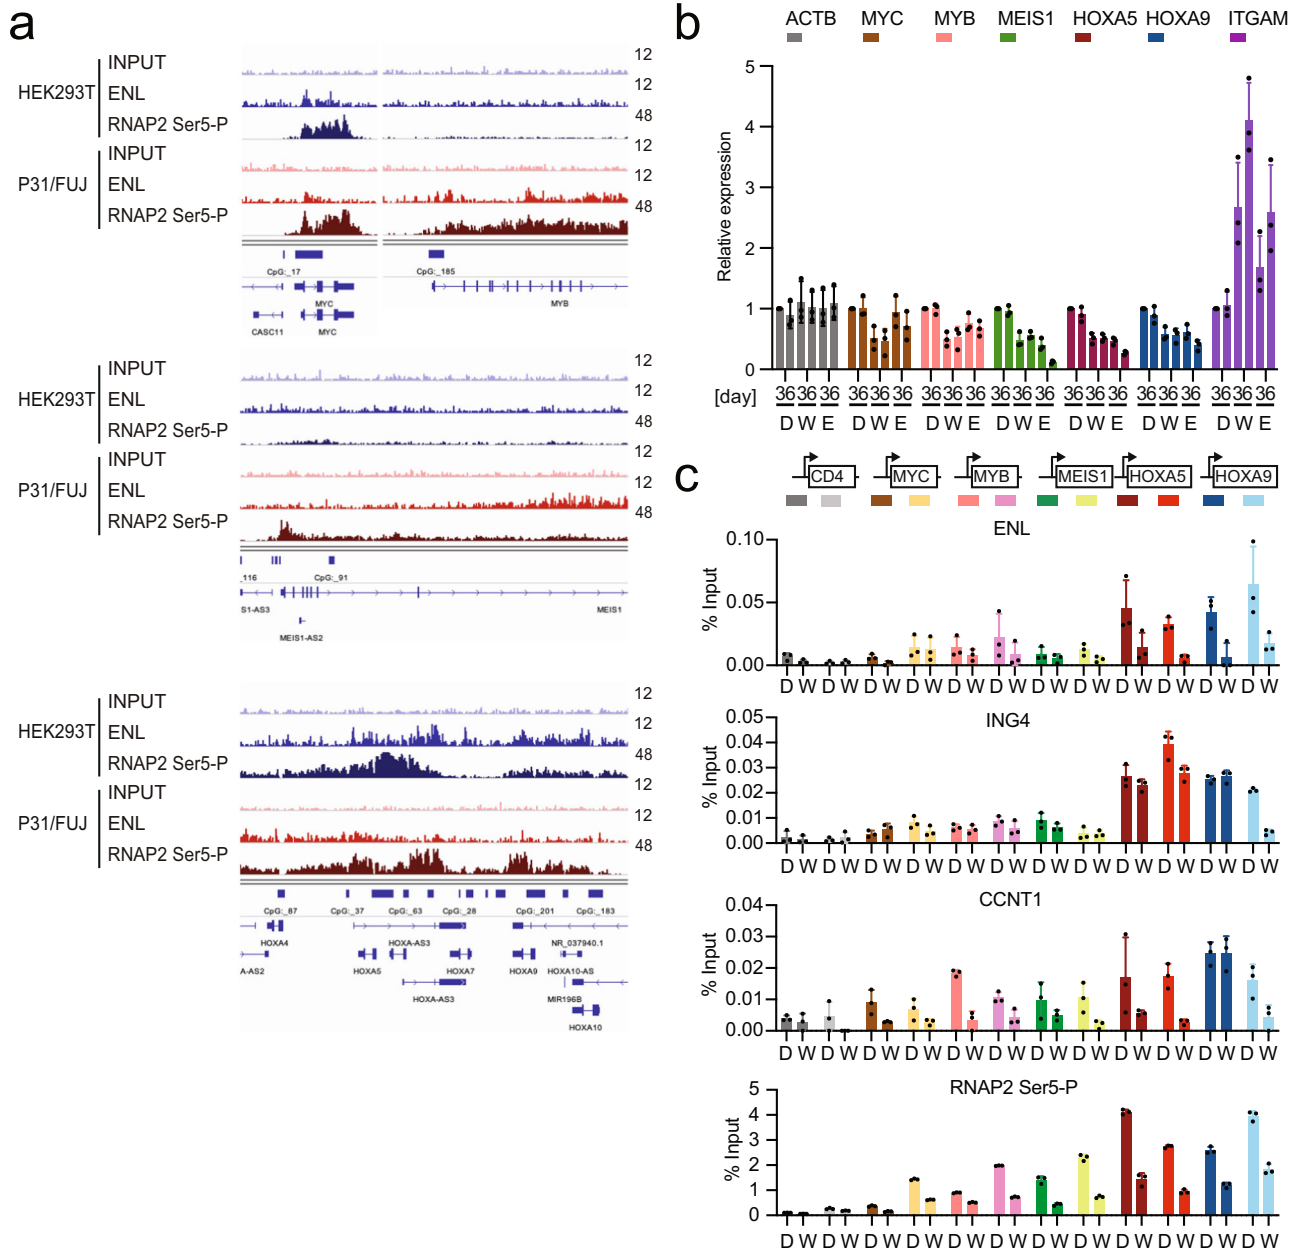 a
INPUT
HEK293T
ENL
RNAP2 Ser5-P
INPUT
P31/FUJ
ENL
RNAP2 Ser5-P
12
12
48
12
12
48
CpG:_17
CpG:_185
MYC
MYB
CASC11
MYC
INPUT
HEK293T
ENL
RNAP2 Ser5-P
INPUT
P31/FUJ
ENL
RNAP2 Ser5-P
12
12
48
12
12
48
_116
CpG:_91
S1-AS3
MEIS1
MEIS1-AS2
INPUT
HEK293T
ENL
RNAP2 Ser5-P
INPUT
P31/FUJ
ENL
RNAP2 Ser5-P
12
12
48
12
12
48
CpG:_87 CpG:_37 CpG:_63 CpG:_28 CpG:_201 CpG:_183
HOXA4 HOXA-AS3 NR_037940.1
A-AS2 HOXA5 HOXA7 HOXA9 HOXA10-AS
HOXA-AS3 MIR196B
HOXA10
b
ACTB MYC MYB MEIS1 HOXA5 HOXA9 ITGAM
Relative expression
5
4
3
2
1
0
[day] 36 36 36 36 36 36 36 36 36 36 36 36 36 36 36 36 36 36 36 36 36
D W E D W E D W E D W E D W E D W E D W E
c
CD4 MYC MYB MEIS1 HOXA5 HOXA9
ENL
% Input
0.10
0.05
0.00
D W D W D W D W D W D W D W D W D W D W D W D W
ING4
% Input
0.05
0.04
0.03
0.02
0.01
0.00
D W D W D W D W D W D W D W D W D W D W D W D W
CCNT1
% Input
0.04
0.03
0.02
0.01
0.00
D W D W D W D W D W D W D W D W D W D W D W D W
RNAP2 Ser5-P
% Input
5
4
3
2
1
0
D W D W D W D W D W D W D W D W D W D W D W D W